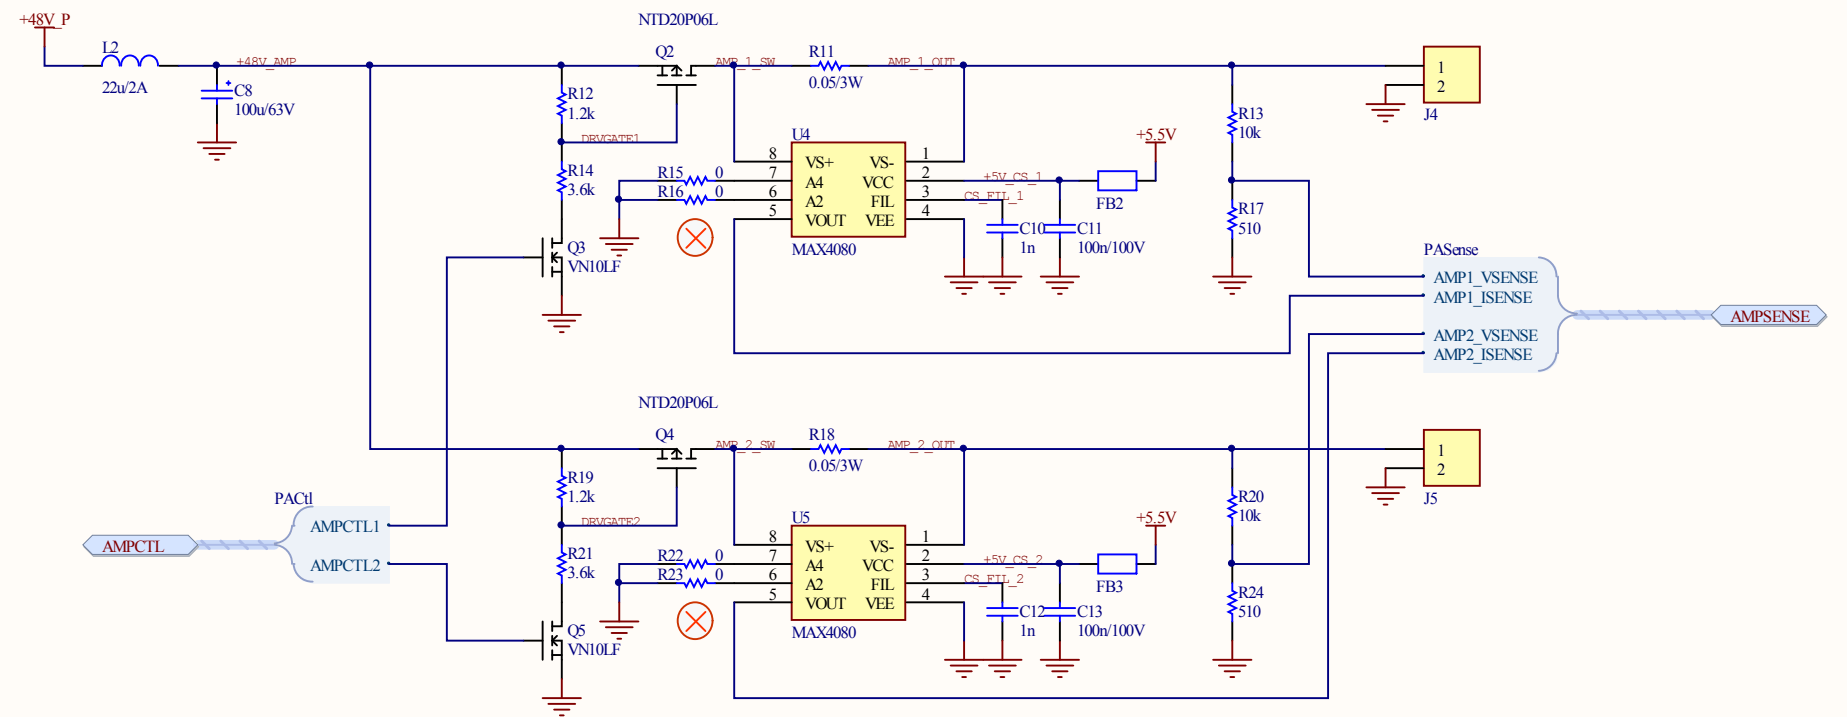 +48V_P
L2
22u/2A
C8
100u/63V
+48V_AMP
NTD20P06L
Q2
AMP_1_SW
R11
0.05/3W
AMP_1_OUT
R12
1.2k
DRVGATE1
R14
3.6k
Q3
VN10LF
R15 0
R16 0
U4
8 VS+ VS- 1
7 A4 VCC 2
6 A2 FIL 3
5 VOUT VEE 4
MAX4080
+5V_CS_1
CS_FIL_1
C10
1n
C11
100n/100V
FB2
+5.5V
R13
10k
R17
510
1
2
J4
PASense
AMP1_VSENSE
AMP1_ISENSE
AMP2_VSENSE
AMP2_ISENSE
AMPSENSE
NTD20P06L
Q4
AMP_2_SW
R18
0.05/3W
AMP_2_OUT
R19
1.2k
DRVGATE2
R21
3.6k
Q5
VN10LF
PACtl
AMPCTL1
AMPCTL2
AMPCTL
R22 0
R23 0
U5
8 VS+ VS- 1
7 A4 VCC 2
6 A2 FIL 3
5 VOUT VEE 4
MAX4080
+5V_CS_2
CS_FIL_2
C12
1n
C13
100n/100V
FB3
+5.5V
R20
10k
R24
510
1
2
J5